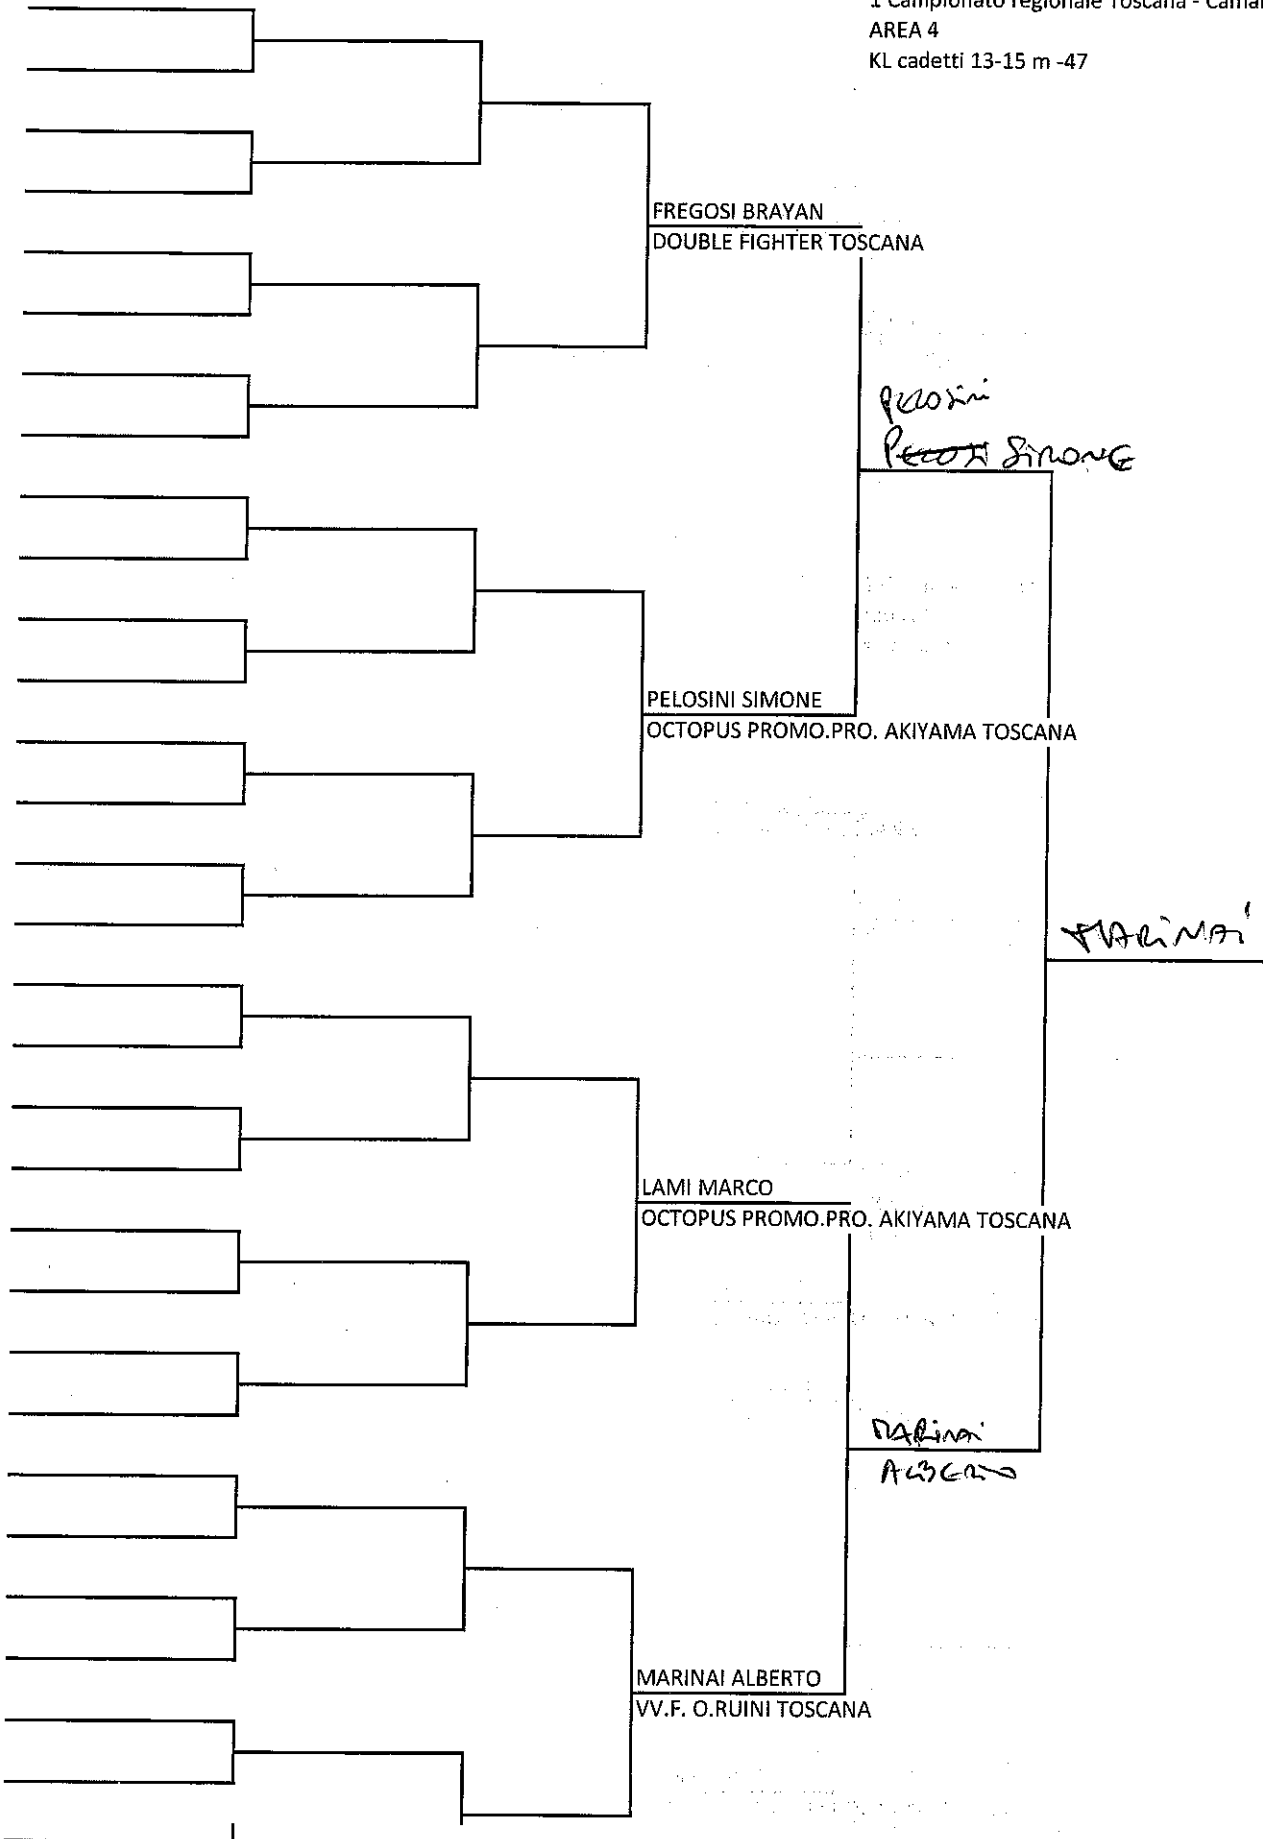 1 Campionato regionale Toscana - Camai
AREA 4
KL cadetti 13-15 m -47
FREGOSI BRAYAN
DOUBLE FIGHTER TOSCANA
Pelosini
SIMONE
PELOSINI SIMONE
OCTOPUS PROMO.PRO. AKIYAMA TOSCANA
MARINAI
LAMI MARCO
OCTOPUS PROMO.PRO. AKIYAMA TOSCANA
MARINAI
ALBERTO
MARINAI ALBERTO
VV.F. O.RUINI TOSCANA